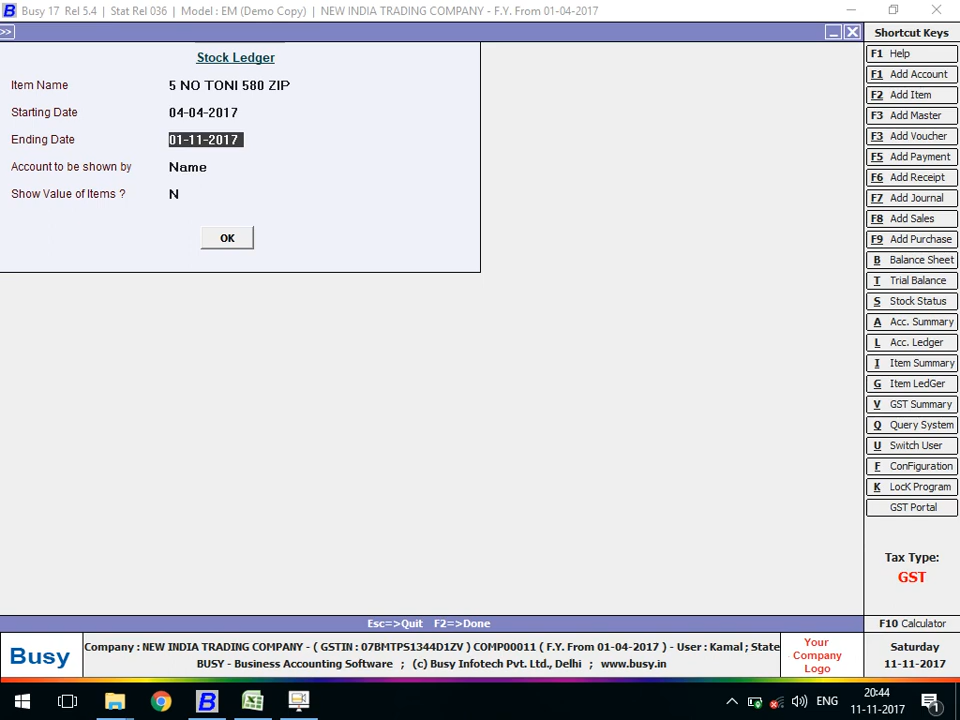 Busy 17 Rel 5.4 | Stat Rel 036 | Model : EM (Demo Copy) | NEW INDIA TRADING COMPANY - F.Y. From 01-04-2017
>>
Stock Ledger
Item Name 5 NO TONI 580 ZIP
Starting Date 04-04-2017
Ending Date 01-11-2017
Account to be shown by Name
Show Value of Items ? N
OK
Shortcut Keys
F1 Help
F1 Add Account
F2 Add Item
F3 Add Master
F3 Add Voucher
F5 Add Payment
F6 Add Receipt
F7 Add Journal
F8 Add Sales
F9 Add Purchase
B Balance Sheet
T Trial Balance
S Stock Status
A Acc. Summary
L Acc. Ledger
I Item Summary
G Item LedGer
V GST Summary
Q Query System
U Switch User
F ConFiguration
K LocK Program
GST Portal
Tax Type:
GST
Esc=>Quit F2=>Done
F10 Calculator
Busy
Company : NEW INDIA TRADING COMPANY - ( GSTIN : 07BMTPS1344D1ZV ) COMP00011 ( F.Y. From 01-04-2017 ) - User : Kamal ; State
BUSY - Business Accounting Software ; (c) Busy Infotech Pvt. Ltd., Delhi ; www.busy.in
Your
Company
Logo
Saturday
11-11-2017
ENG
20:44
11-11-2017
1